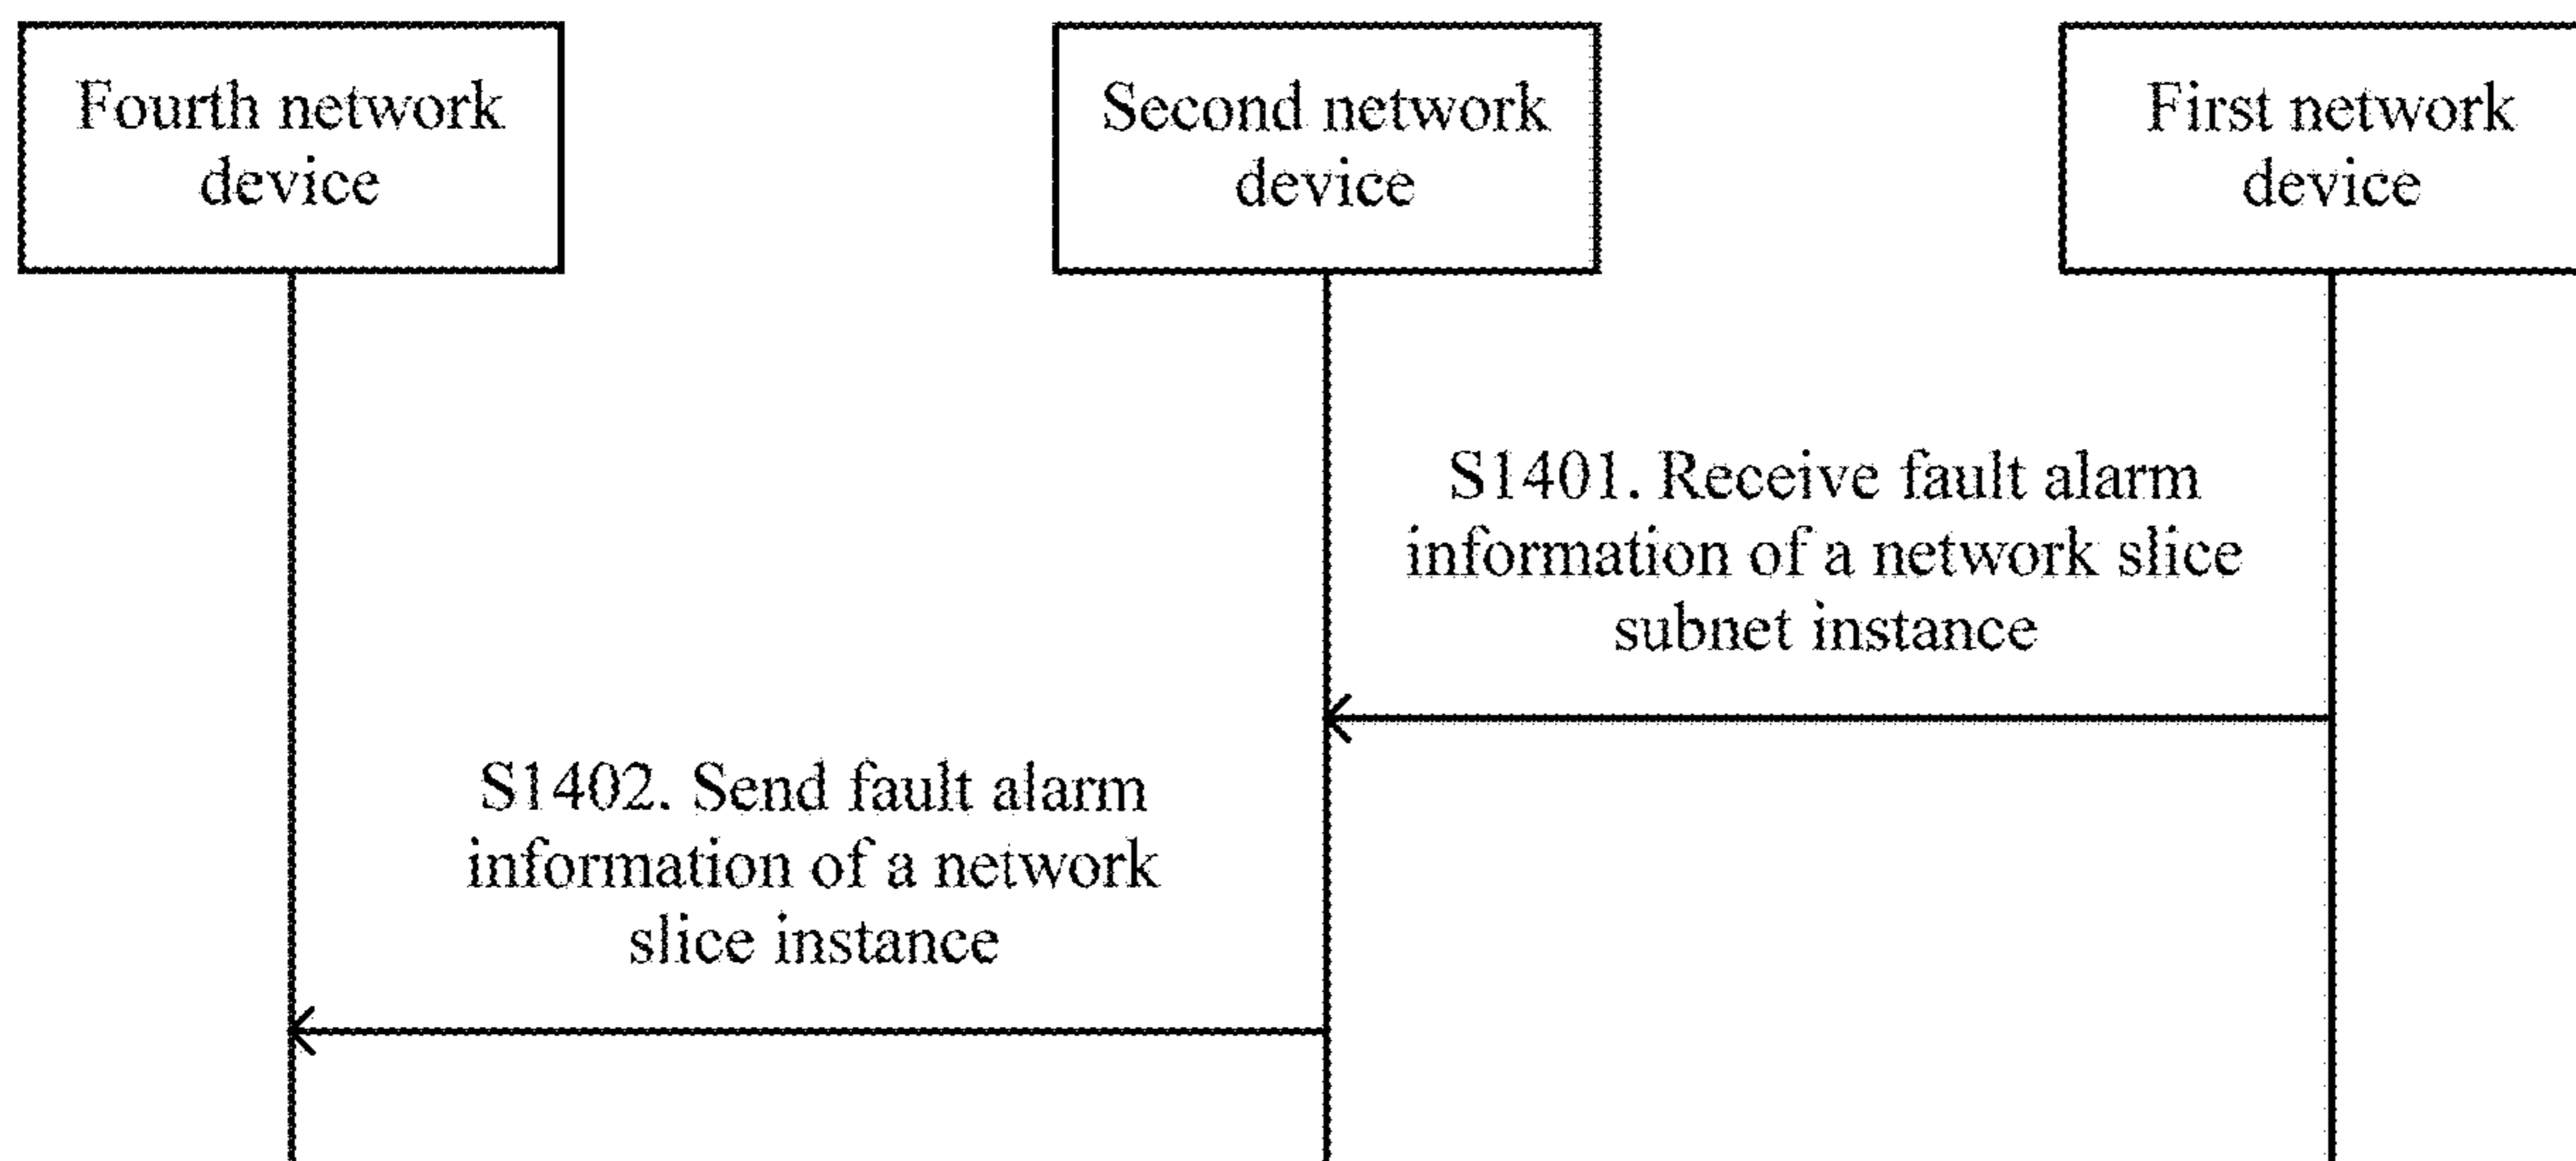 Fourth network
device
Second network
device
First network
device
S1401. Receive fault alarm
information of a network slice
subnet instance
S1402. Send fault alarm
information of a network
slice instance